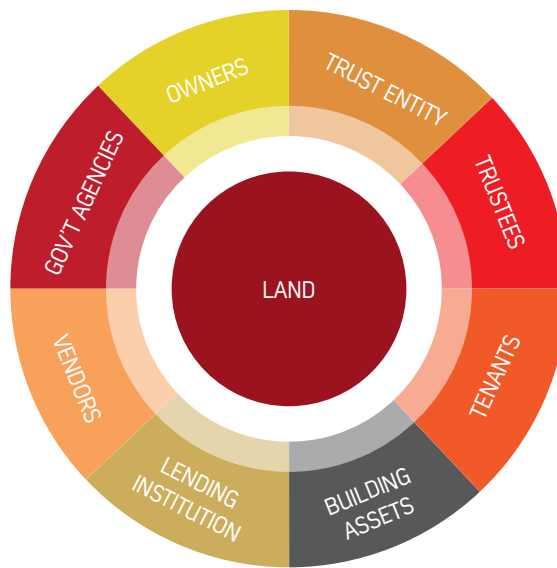 OWNERS
TRUST ENTITY
TRUSTEES
TENANTS
BUILDING
ASSETS
LENDING
INSTITUTION
VENDORS
GOV'T AGENCIES
LAND